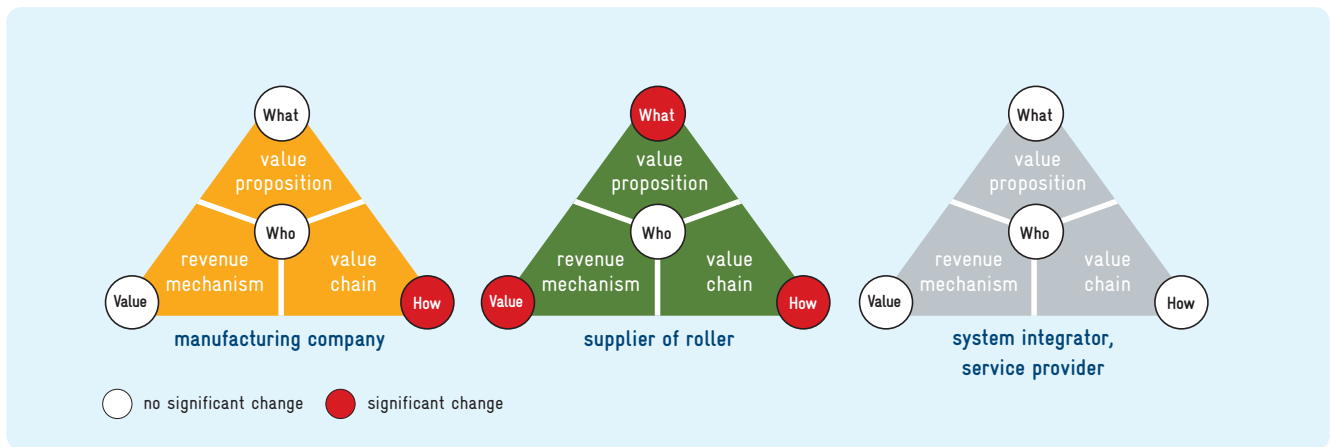 What
value
proposition
Who
revenue
mechanism
value
chain
Value
How
manufacturing company
What
value
proposition
Who
revenue
mechanism
value
chain
Value
How
supplier of roller
What
value
proposition
Who
revenue
mechanism
value
chain
Value
How
system integrator,
service provider
no significant change
significant change